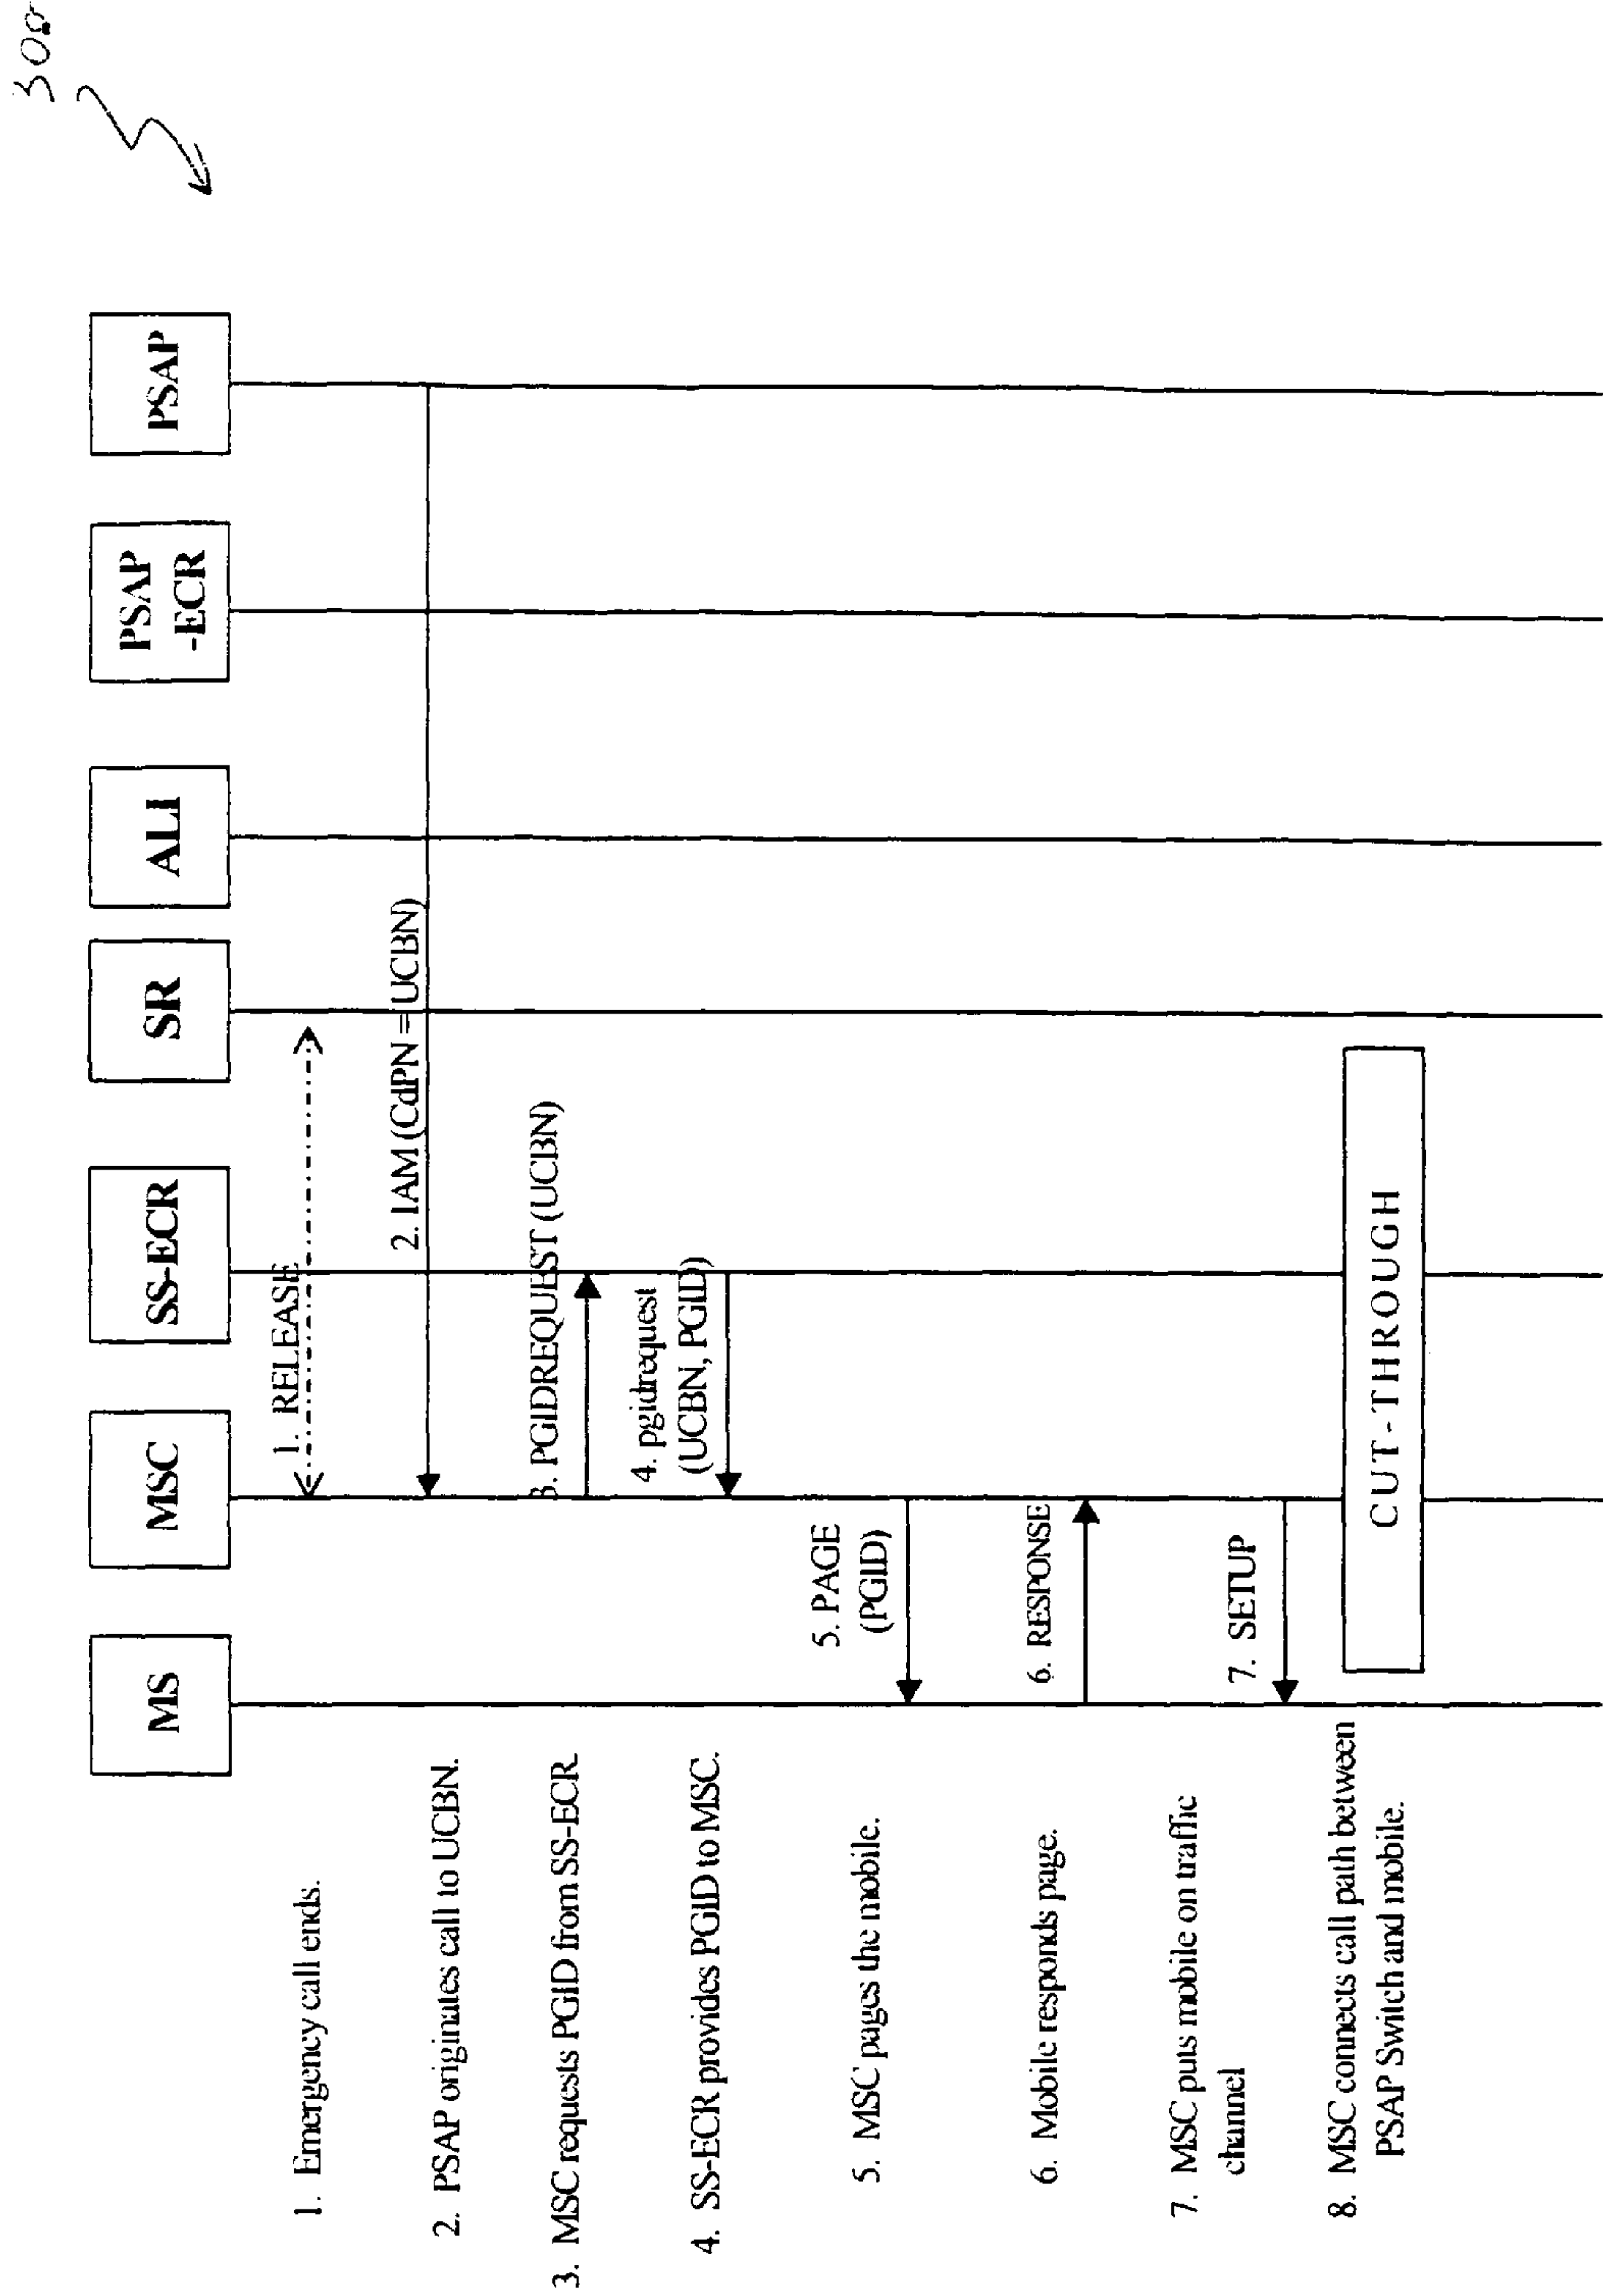 300
MS
MSC
SS-ECR
SR
ALI
PSAP
-ECR
PSAP
1. Emergency call ends.
1. RELEASE
2. PSAP originates call to UCBN.
2. IAM (CdPN = UCBN)
3. MSC requests PGID from SS-ECR
3. PGIDREQUEST (UCBN)
4. SS-ECR provides PGID to MSC.
4. pgidrequest
(UCBN, PGID)
5. MSC pages the mobile.
5. PAGE
(PGID)
6. Mobile responds page.
6. RESPONSE
7. MSC puts mobile on traffic
channel
7. SETUP
8. MSC connects call path between
PSAP Switch and mobile.
CUT-THROUGH